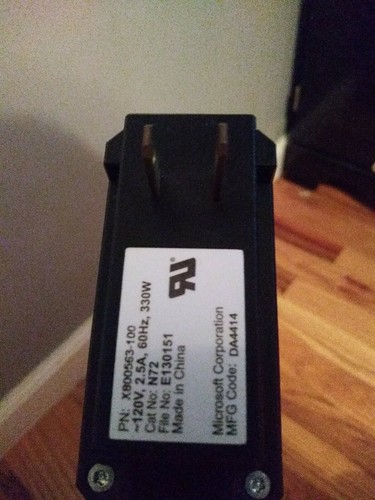 PN: X800563-100
~120V, 2.5A, 60Hz, 330W
Cat No: N72
File No: E130151
Made in China
Microsoft Corporation
MFG Code: DA4414